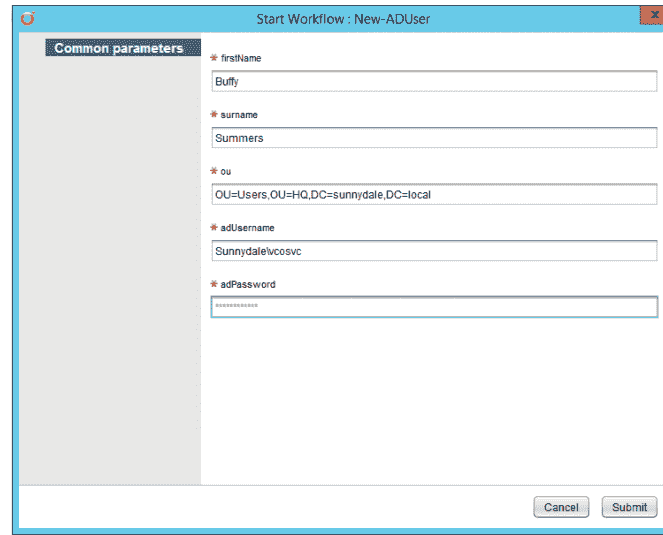 Start Workflow : New-ADUser
x
Common parameters
* firstName
Buffy
* surname
Summers
* ou
OU=Users,OU=HQ,DC=sunnydale,DC=local
* adUsername
Sunnydale\vcosvc
* adPassword
************
Cancel Submit